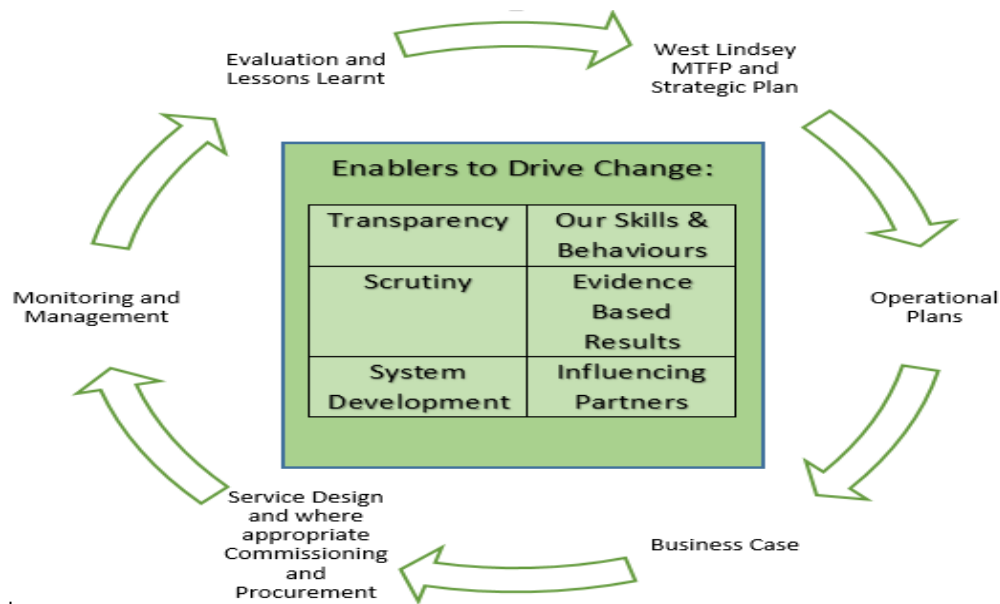 Evaluation and
Lessons Learnt
West Lindsey
MTFP and
Strategic Plan
Enablers to Drive Change:
Transparency
Our Skills &
Behaviours
Scrutiny
Evidence
Based
Results
System
Development
Influencing
Partners
Monitoring and
Management
Operational
Plans
Service Design
and where
appropriate
Commissioning
and
Procurement
Business Case